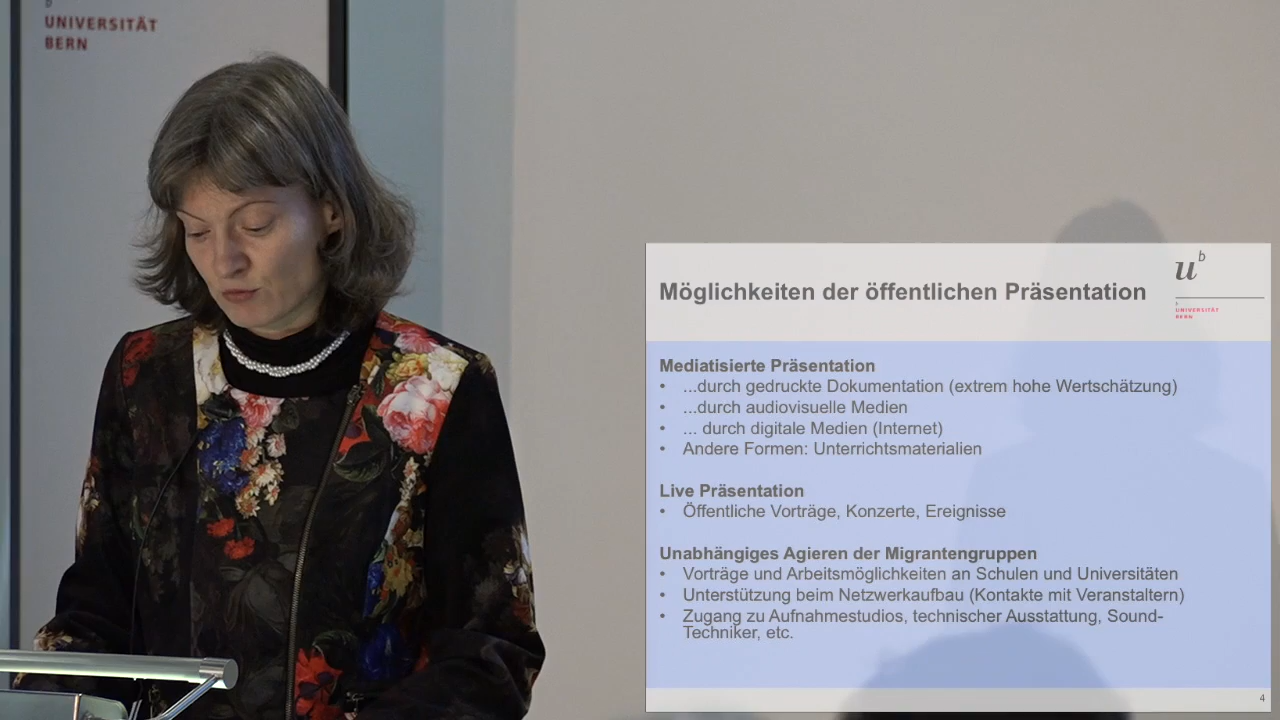 b
UNIVERSITÄT
BERN
Möglichkeiten der öffentlichen Präsentation
u b
b
UNIVERSITÄT
BERN
Mediatisierte Präsentation
• ...durch gedruckte Dokumentation (extrem hohe Wertschätzung)
• ...durch audiovisuelle Medien
• ... durch digitale Medien (Internet)
• Andere Formen: Unterrichtsmaterialien
Live Präsentation
• Öffentliche Vorträge, Konzerte, Ereignisse
Unabhängiges Agieren der Migrantengruppen
• Vorträge und Arbeitsmöglichkeiten an Schulen und Universitäten
• Unterstützung beim Netzwerkaufbau (Kontakte mit Veranstaltern)
• Zugang zu Aufnahmestudios, technischer Ausstattung, Sound-
Techniker, etc.
4